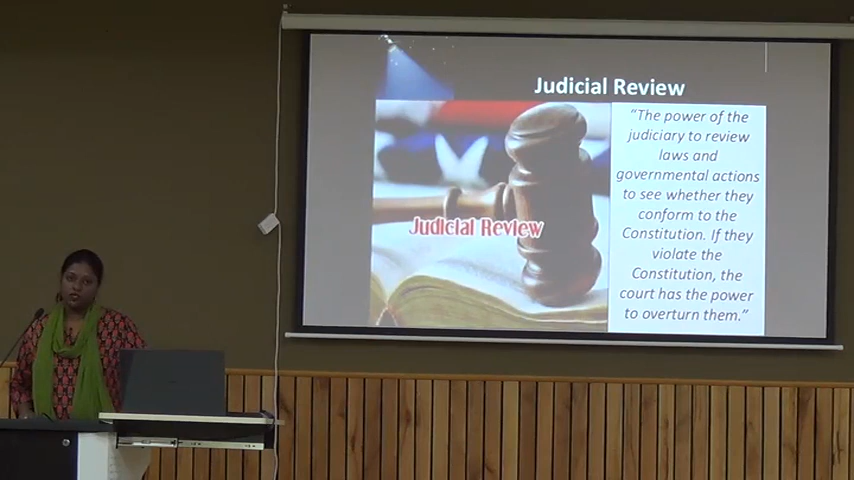 Judicial Review
Judicial Review
“The power of the
judiciary to review
laws and
governmental actions
to see whether they
conform to the
Constitution. If they
violate the
Constitution, the
court has the power
to overturn them.”